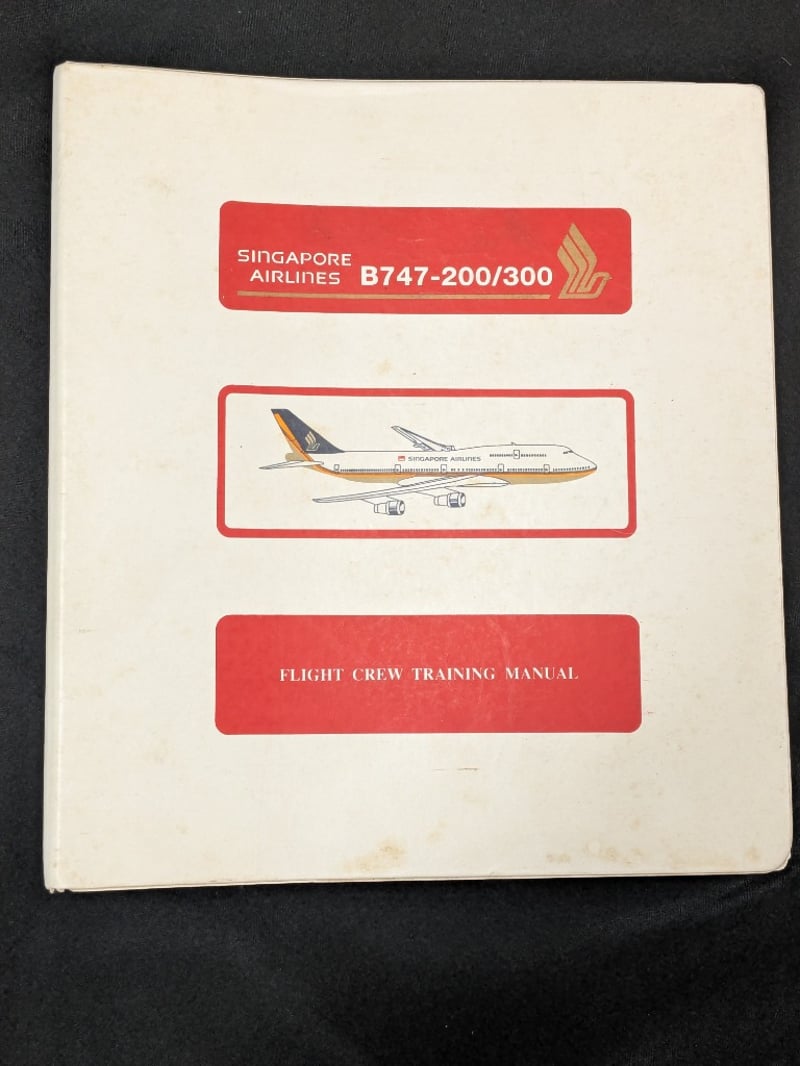 SINGAPORE
AIRLINES B747-200/300
SINGAPORE AIRLINES
FLIGHT CREW TRAINING MANUAL